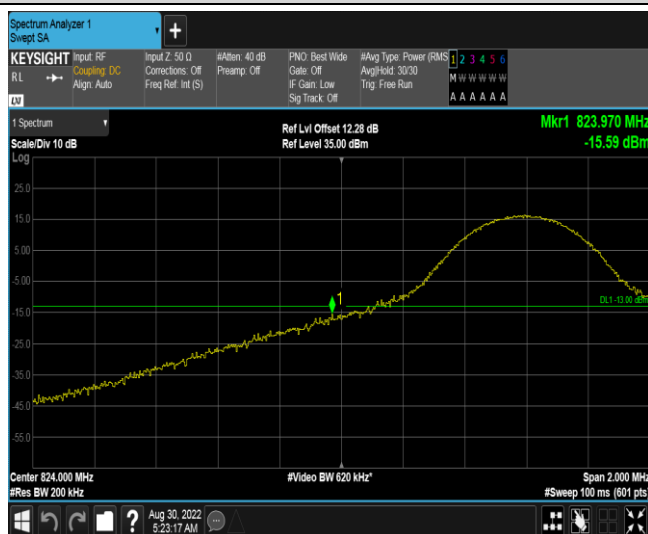 Spectrum Analyzer 1
Swept SA
+
KEYSIGHT
RL
LXI
Input: RF
Coupling: DC
Align: Auto
Input Z: 50 Ω
Corrections: Off
Freq Ref: Int (S)
#Atten: 40 dB
Preamp: Off
PNO: Best Wide
Gate: Off
IF Gain: Low
Sig Track: Off
#Avg Type: Power (RMS
Avg|Hold: 30/30
Trig: Free Run
1 2 3 4 5 6
M W W W W W
A A A A A A
1 Spectrum
Scale/Div 10 dB
Log
Ref Lvl Offset 12.28 dB
Ref Level 35.00 dBm
Mkr1 823.970 MHz
-15.59 dBm
25.0
15.0
5.00
-5.00
-15.0
-25.0
-35.0
-45.0
-55.0
1
DL1 -13.00 dBm
Center 824.000 MHz
#Res BW 200 kHz
#Video BW 620 kHz*
Span 2.000 MHz
#Sweep 100 ms (601 pts)
?
Aug 30, 2022
5:23:17 AM